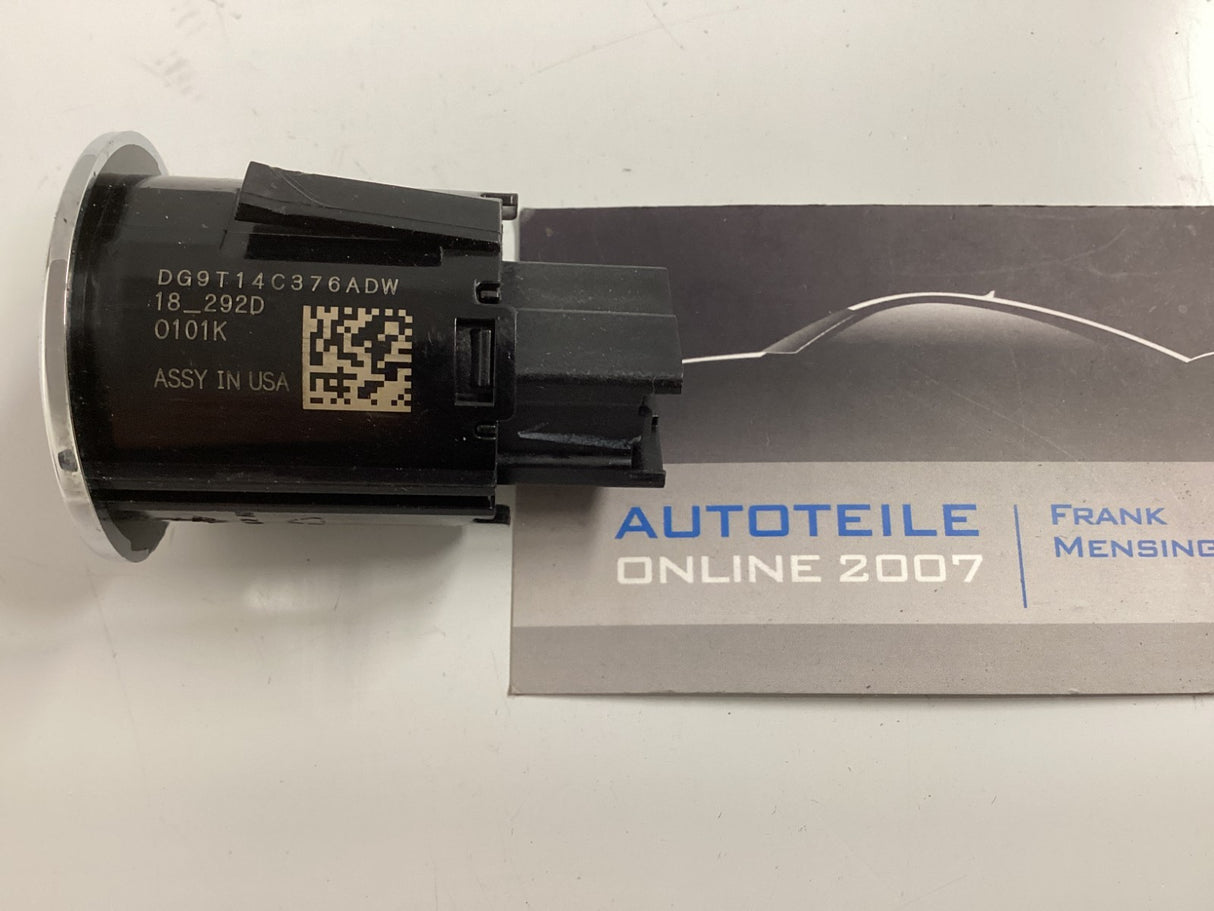 DG9T14C376ADW
18_292D
0101K
ASSY IN USA
AUTOTEILE
ONLINE 2007
FRANK
MENSING